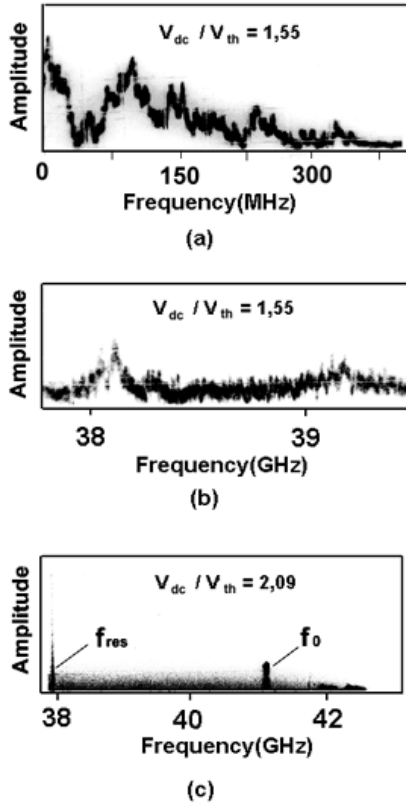 V_dc / V_th = 1,55
Amplitude
0 150 300
Frequency(MHz)
(a)
V_dc / V_th = 1,55
Amplitude
38 39
Frequency(GHz)
(b)
V_dc / V_th = 2,09
Amplitude
f_res f_0
38 40 42
Frequency(GHz)
(c)